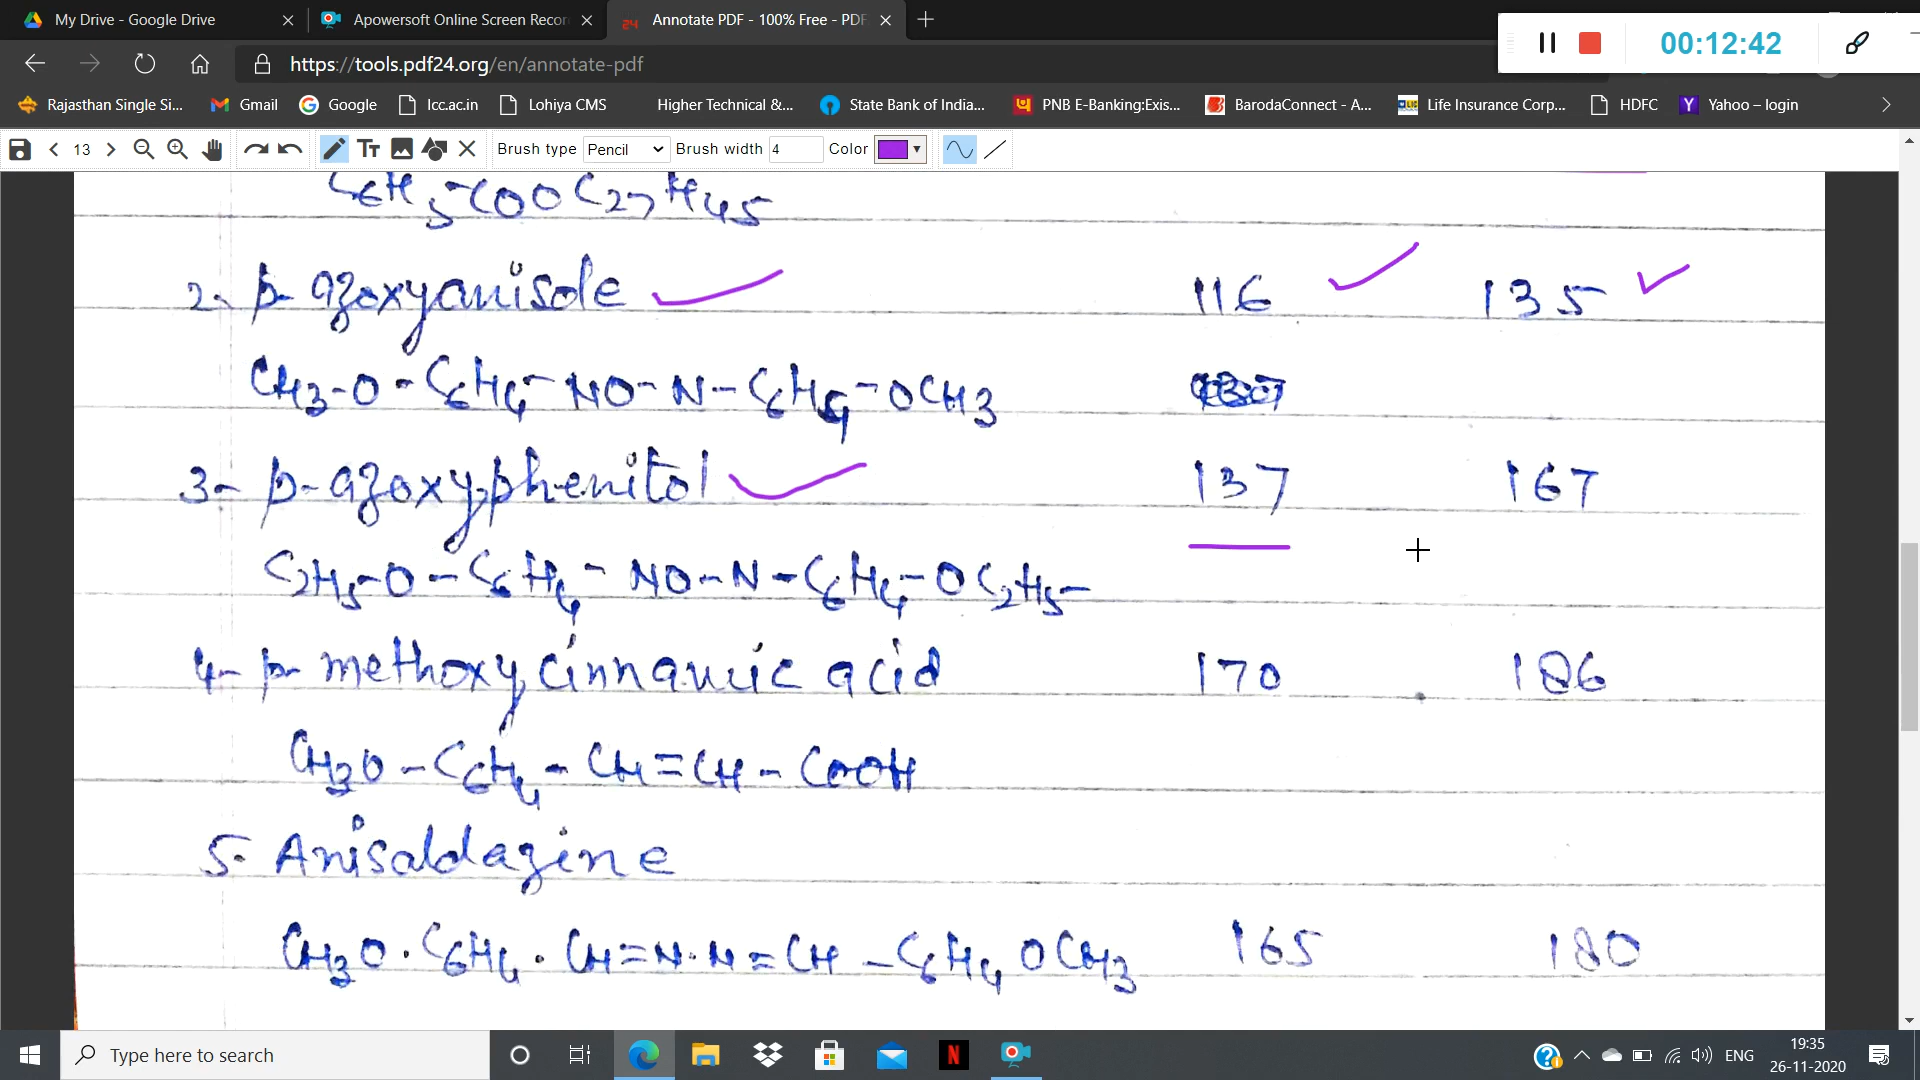 My Drive - Google Drive
Apowersoft Online Screen Recor
Annotate PDF - 100% Free - PDF
00:12:42
https://tools.pdf24.org/en/annotate-pdf
Rajasthan Single Si... Gmail Google lcc.ac.in Lohiya CMS Higher Technical &... State Bank of India... PNB E-Banking:Exis... BarodaConnect - A... Life Insurance Corp... HDFC Yahoo – login
13 Brush type Pencil Brush width 4 Color
C6H5-COO C27H45
2- p- azoxyanisole 116 135
CH3-O-C6H4-NO-N-C6H4-OCH3
3- p-azoxyphenitol 137 167
C2H5-O-C6H4-NO-N-C6H4-OC2H5-
4- p- methoxy cinnamic acid 170 186
CH3O-C6H4-CH=CH-COOH
5- Anisaldazine
CH3O.C6H4.CH=N.N=CH-C6H4OCH3 165 180
Type here to search
ENG
19:35
26-11-2020